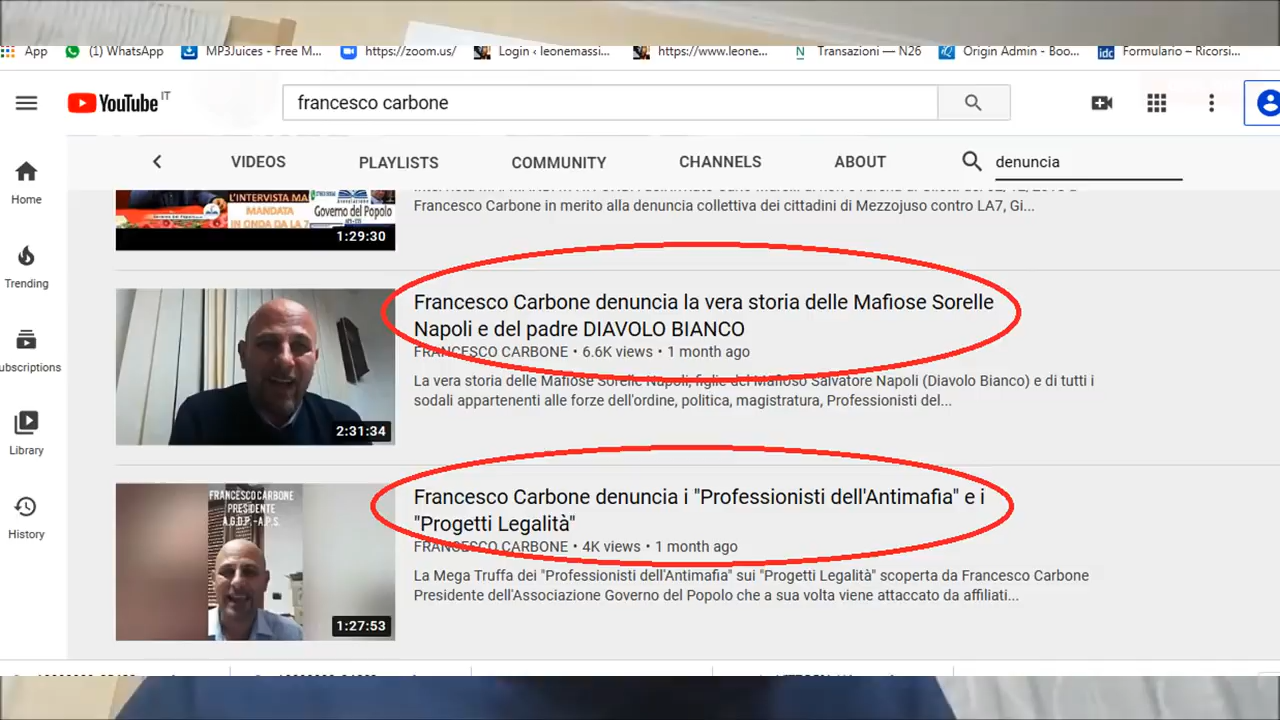 App
(1) WhatsApp
MP3Juices - Free M...
https://zoom.us/
Login ‹ leonemassi...
https://www.leone...
Transazioni — N26
Origin Admin - Boo...
idc Formulario – Ricorsi...
YouTube IT
francesco carbone
VIDEOS
PLAYLISTS
COMMUNITY
CHANNELS
ABOUT
denuncia
Home
Trending
ubscriptions
Library
History
L'INTERVISTA MA
MANDATA
IN ONDA DA LA 7
Governo del Popolo
1:29:30
Francesco Carbone in merito alla denuncia collettiva dei cittadini di Mezzojuso contro LA7, Gi...
2:31:34
Francesco Carbone denuncia la vera storia delle Mafiose Sorelle
Napoli e del padre DIAVOLO BIANCO
FRANCESCO CARBONE • 6.6K views • 1 month ago
La vera storia delle Mafiose Sorelle Napoli, figlie del Mafioso Salvatore Napoli (Diavolo Bianco) e di tutti i
sodali appartenenti alle forze dell'ordine, politica, magistratura, Professionisti del...
FRANCESCO CARBONE
PRESIDENTE
A.G.D.P. -A.P.S.
1:27:53
Francesco Carbone denuncia i "Professionisti dell'Antimafia" e i
"Progetti Legalità"
FRANCESCO CARBONE • 4K views • 1 month ago
La Mega Truffa dei "Professionisti dell'Antimafia" sui "Progetti Legalità" scoperta da Francesco Carbone
Presidente dell'Associazione Governo del Popolo che a sua volta viene attaccato da affiliati...